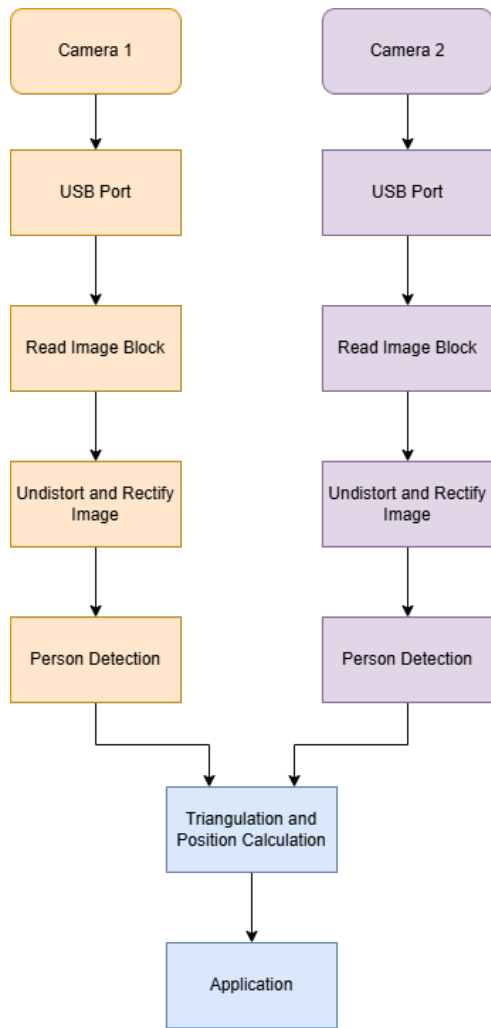 Camera 1
Camera 2
USB Port
USB Port
Read Image Block
Read Image Block
Undistort and Rectify
Image
Undistort and Rectify
Image
Person Detection
Person Detection
Triangulation and
Position Calculation
Application